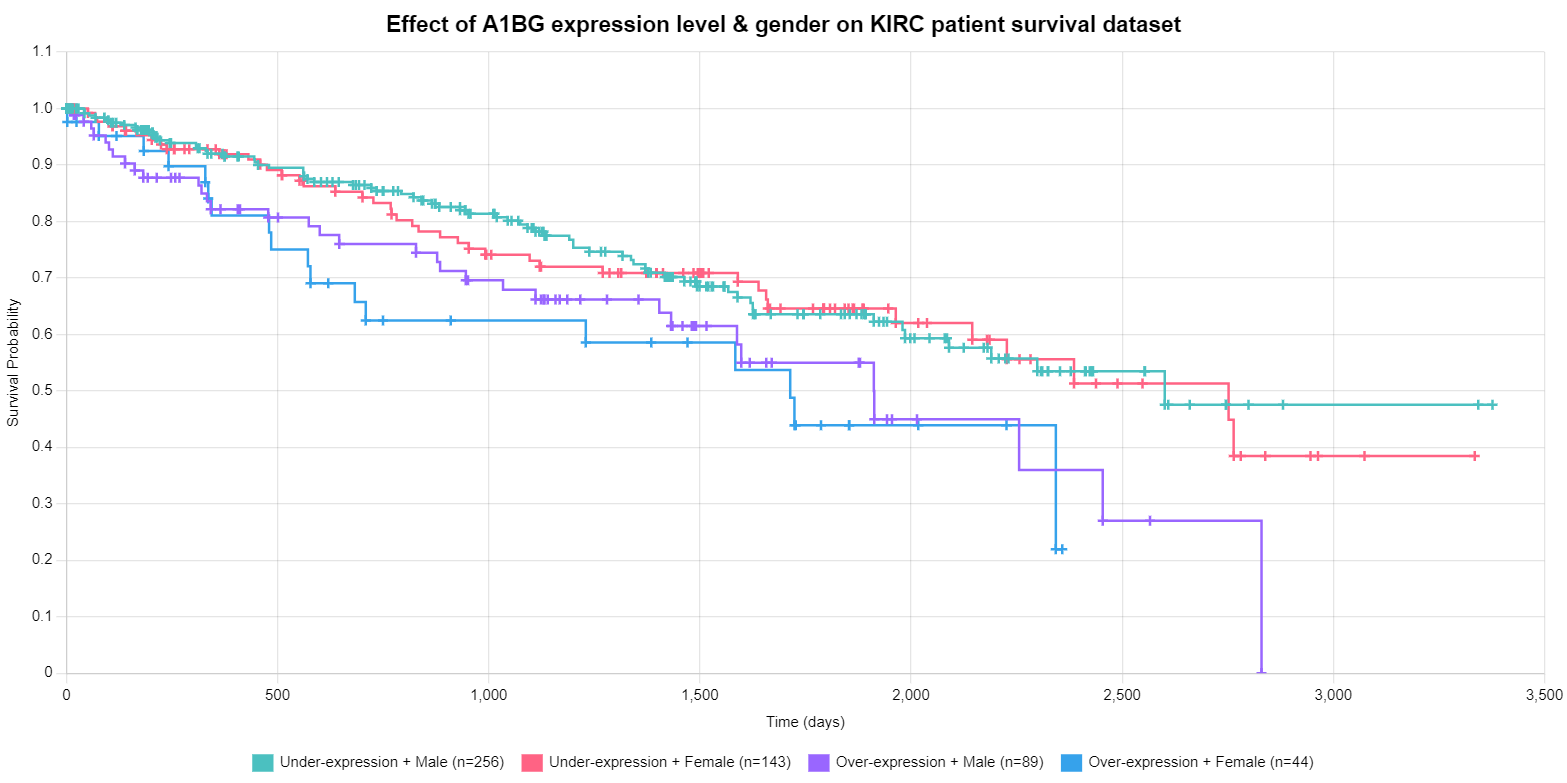 Effect of A1BG expression level & gender on KIRC patient survival dataset
1.1
1.0
0.9
0.8
0.7
0.6
0.5
0.4
0.3
0.2
0.1
0
Survival Probability
0 500 1,000 1,500 2,000 2,500 3,000 3,500
Time (days)
Under-expression + Male (n=256) Under-expression + Female (n=143) Over-expression + Male (n=89) Over-expression + Female (n=44)